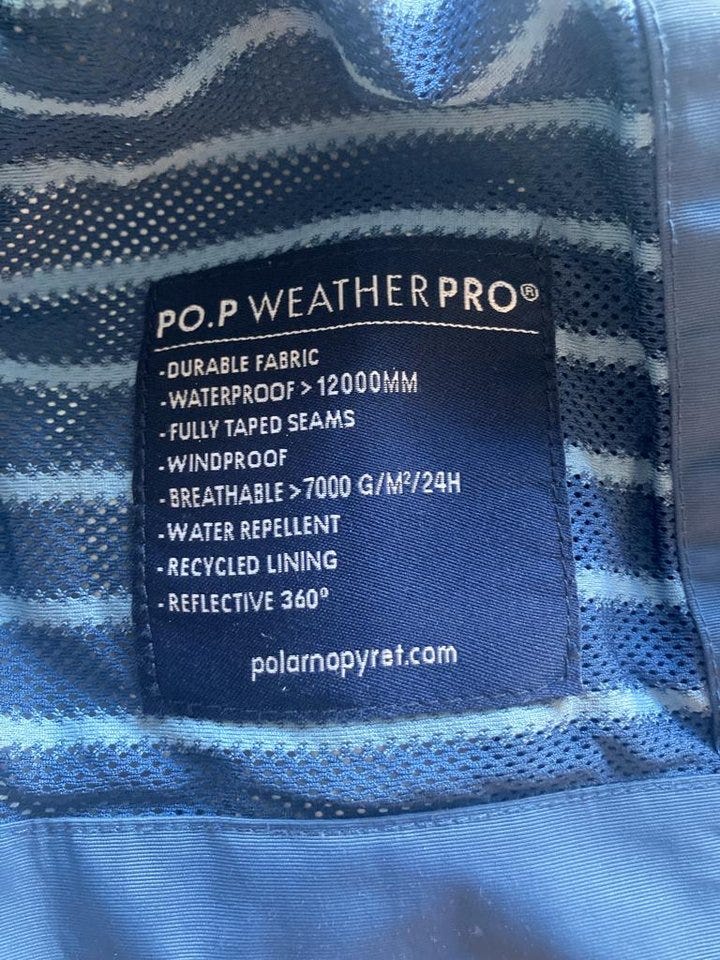 PO.P WEATHERPRO®
-DURABLE FABRIC
-WATERPROOF > 12000MM
-FULLY TAPED SEAMS
-WINDPROOF
-BREATHABLE >7000 G/M²/24H
-WATER REPELLENT
-RECYCLED LINING
-REFLECTIVE 360°
polarnopyret.com